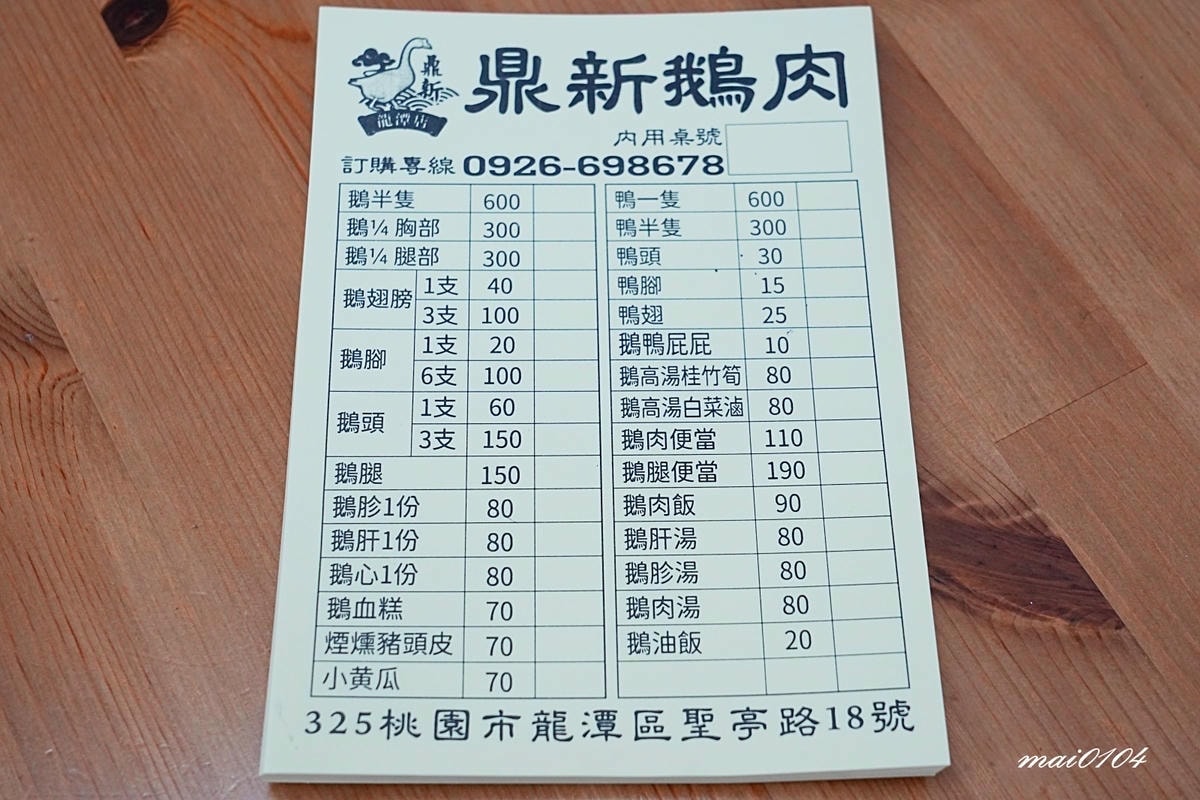 鼎新
龍潭店
鼎新鵝肉
內用桌號
訂購專線 0926-698678
鵝半隻 600
鵝¼ 胸部 300
鵝¼ 腿部 300
鵝翅膀 1支 40
3支 100
鵝腳 1支 20
6支 100
鵝頭 1支 60
3支 150
鵝腿 150
鵝胗1份 80
鵝肝1份 80
鵝心1份 80
鵝血糕 70
煙燻豬頭皮 70
小黃瓜 70
鴨一隻 600
鴨半隻 300
鴨頭 30
鴨腳 15
鴨翅 25
鵝鴨屁屁 10
鵝高湯桂竹筍 80
鵝高湯白菜滷 80
鵝肉便當 110
鵝腿便當 190
鵝肉飯 90
鵝肝湯 80
鵝胗湯 80
鵝肉湯 80
鵝油飯 20
325桃園市龍潭區聖亭路18號
mai0104